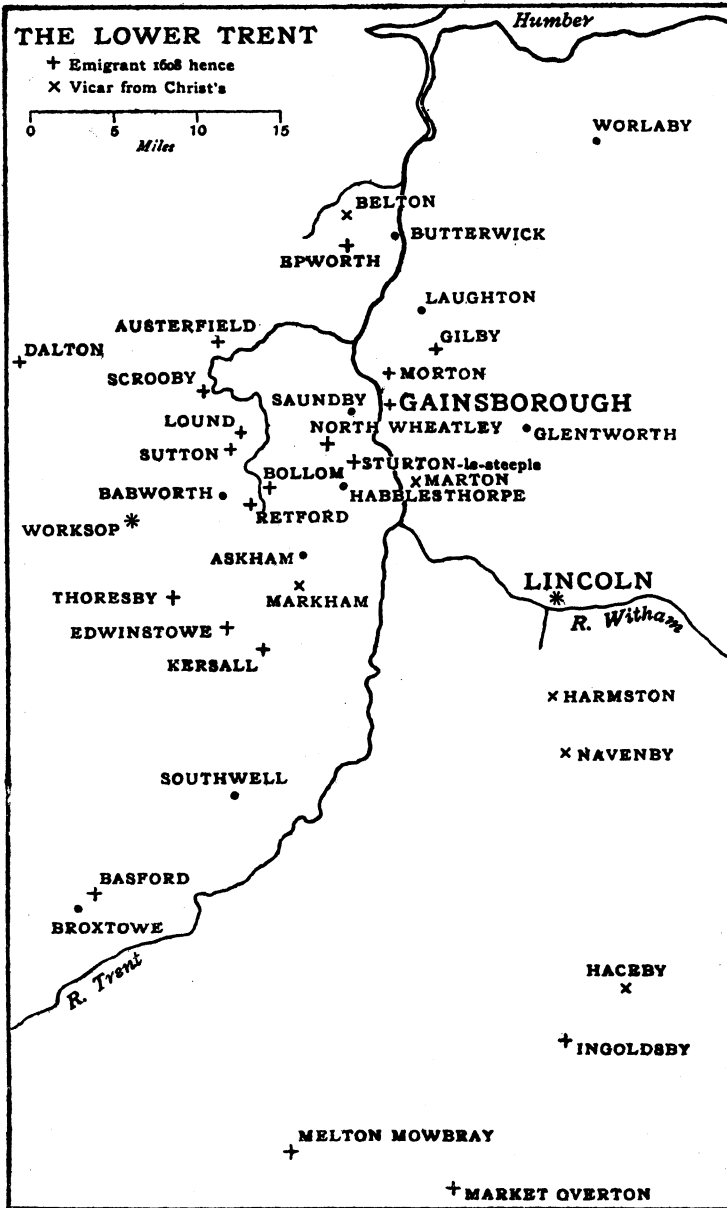 Humber
THE LOWER TRENT
+ Emigrant 1608 hence
× Vicar from Christ's
0 5 10 15
Miles
WORLABY
BELTON
BUTTERWICK
EPWORTH
LAUGHTON
AUSTERFIELD
GILBY
DALTON
MORTON
SCROOBY
SAUNDBY
GAINSBOROUGH
LOUND
NORTH WHEATLEY
GLENTWORTH
SUTTON
STURTON-le-steeple
BOLLOM
MARTON
BABWORTH
HABBLESTHORPE
RETFORD
WORKSOP
ASKHAM
LINCOLN
THORESBY
MARKHAM
R. Witham
EDWINSTOWE
KERSALL
HARMSTON
NAVENBY
SOUTHWELL
BASFORD
BROXTOWE
R. Trent
HACEBY
INGOLDSBY
MELTON MOWBRAY
MARKET OVERTON